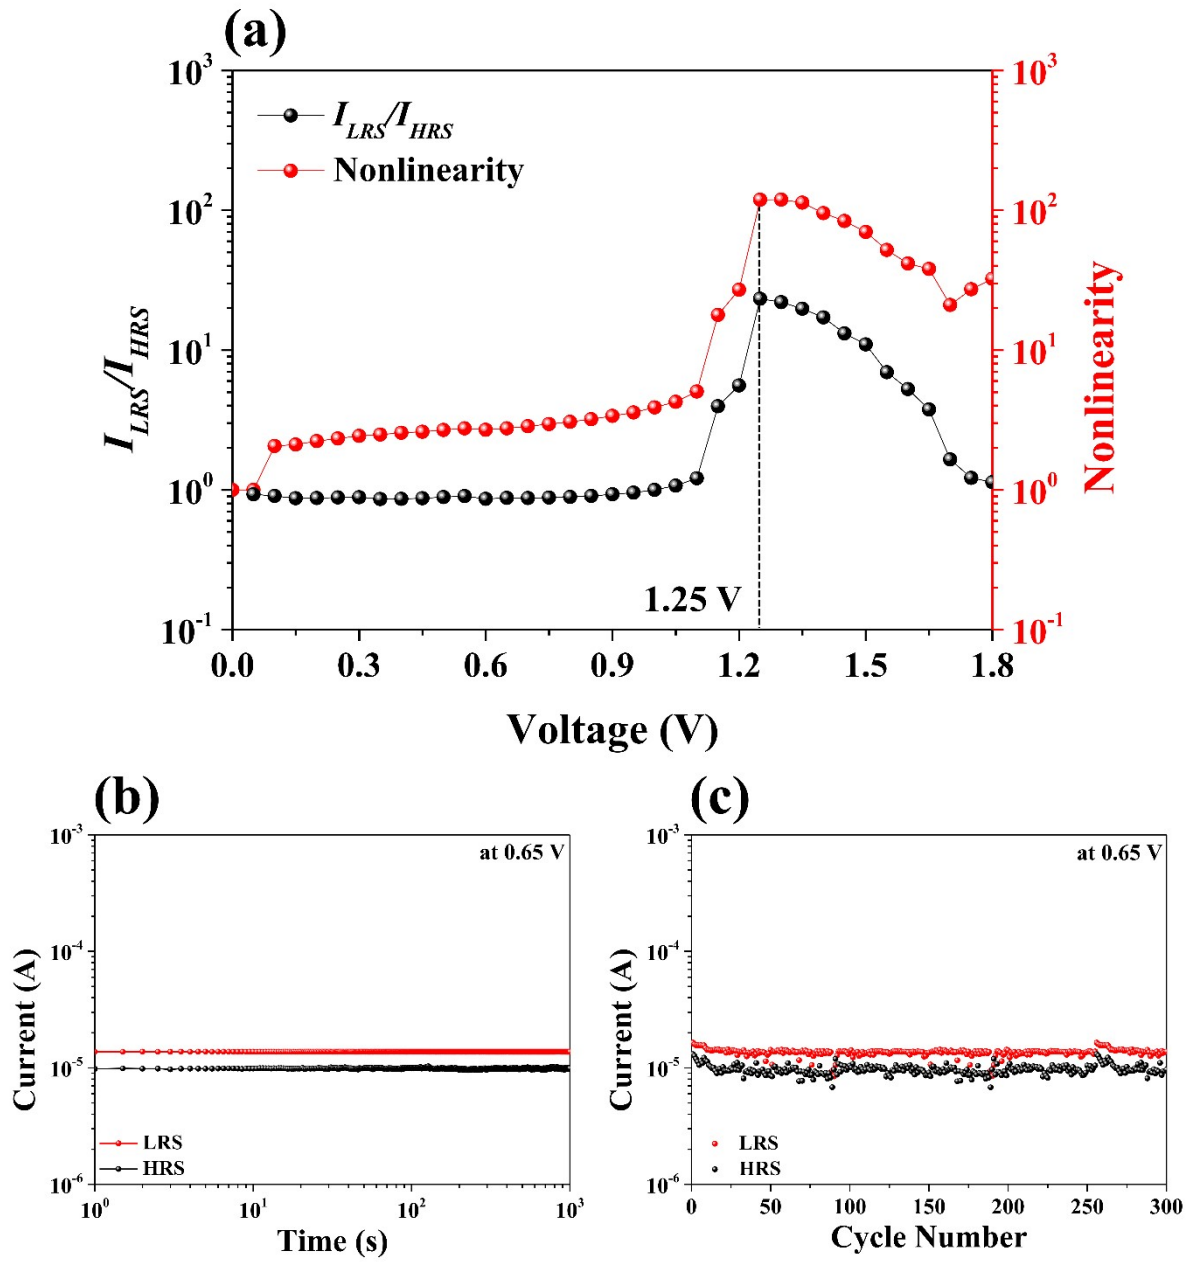 (a)
I_LRS/I_HRS
Nonlinearity
10^3
10^2
10^1
10^0
10^-1
I_LRS/I_HRS
10^3
10^2
10^1
10^0
10^-1
Nonlinearity
1.25 V
0.0 0.3 0.6 0.9 1.2 1.5 1.8
Voltage (V)
(b)
at 0.65 V
10^-3
10^-4
10^-5
10^-6
Current (A)
LRS
HRS
10^0 10^1 10^2 10^3
Time (s)
(c)
at 0.65 V
10^-3
10^-4
10^-5
10^-6
Current (A)
LRS
HRS
0 50 100 150 200 250 300
Cycle Number